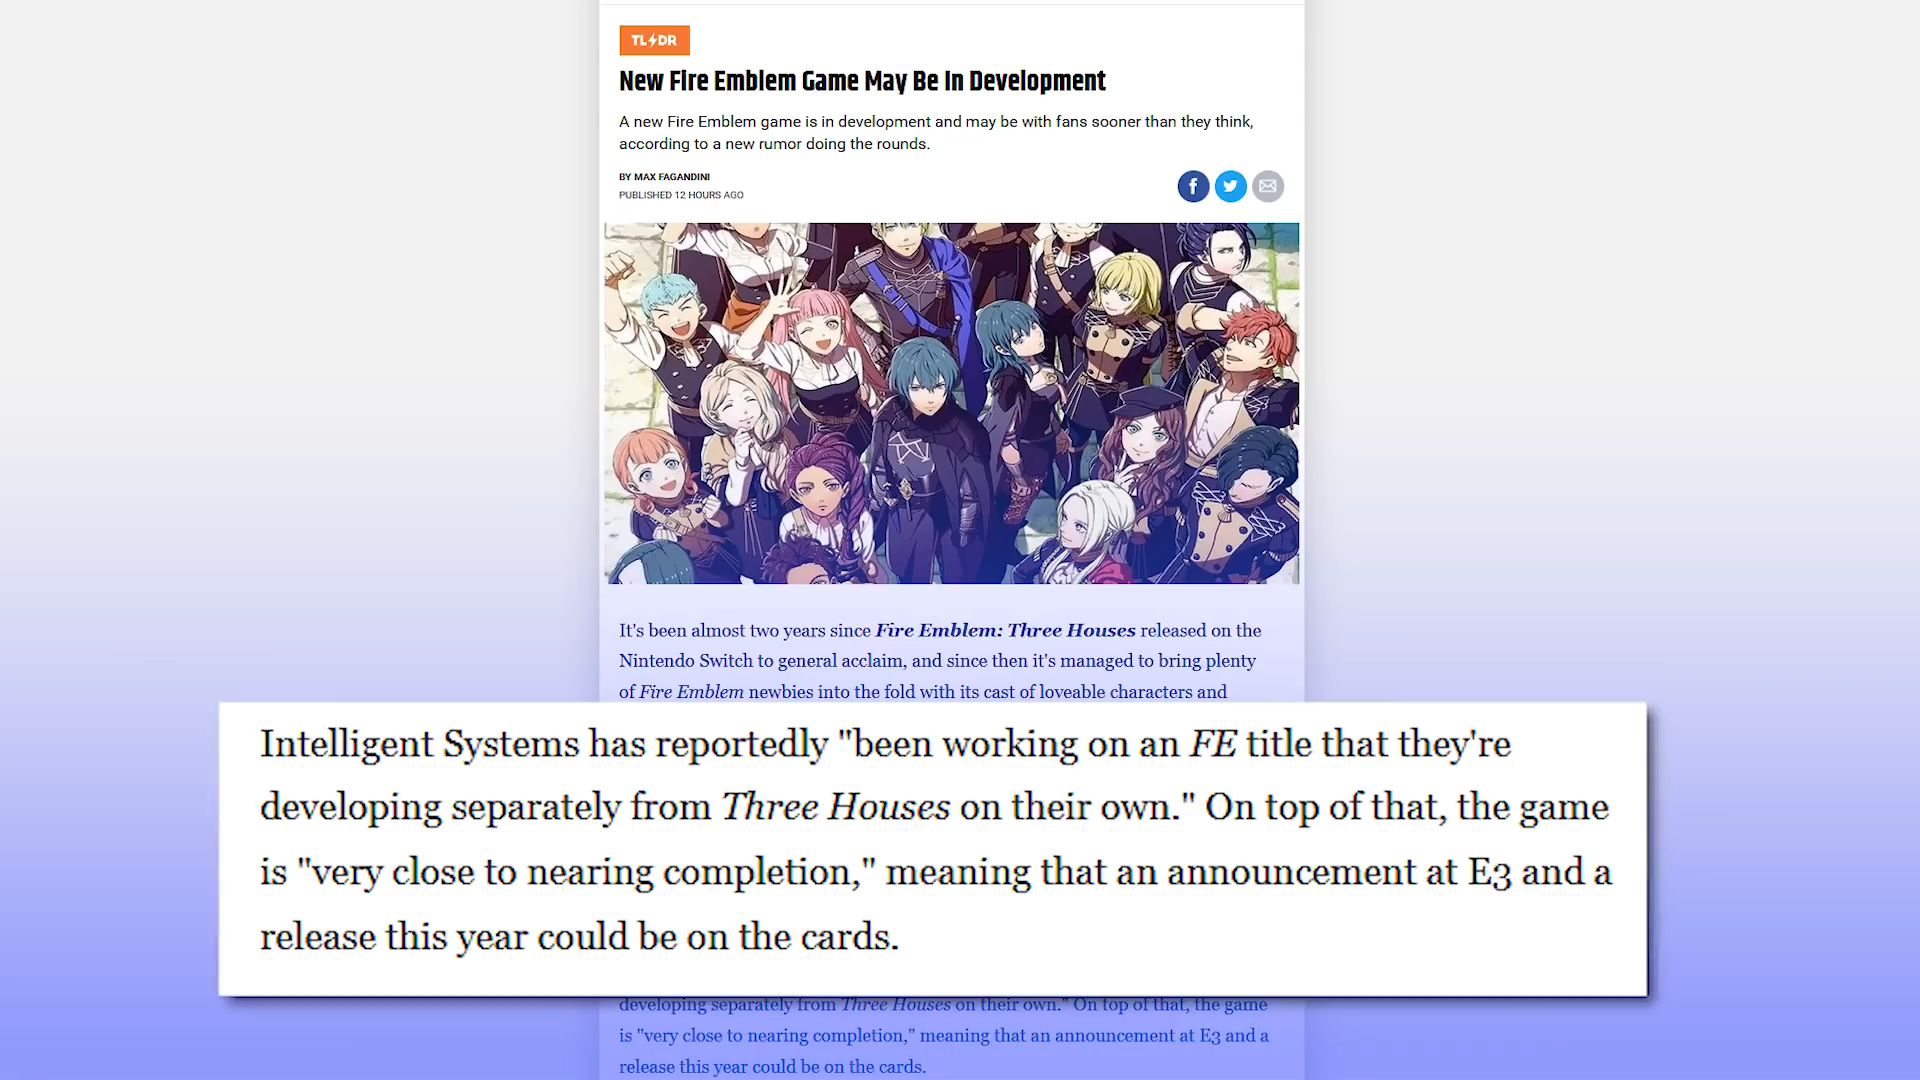 TL DR
New Fire Emblem Game May Be In Development
A new Fire Emblem game is in development and may be with fans sooner than they think,
according to a new rumor doing the rounds.
BY MAX FAGANDINI
PUBLISHED 12 HOURS AGO
It's been almost two years since Fire Emblem: Three Houses released on the
Nintendo Switch to general acclaim, and since then it's managed to bring plenty
of Fire Emblem newbies into the fold with its cast of loveable characters and
Intelligent Systems has reportedly "been working on an FE title that they're
developing separately from Three Houses on their own." On top of that, the game
is "very close to nearing completion," meaning that an announcement at E3 and a
release this year could be on the cards.
developing separately from Three Houses on their own." On top of that, the game
is "very close to nearing completion," meaning that an announcement at E3 and a
release this year could be on the cards.